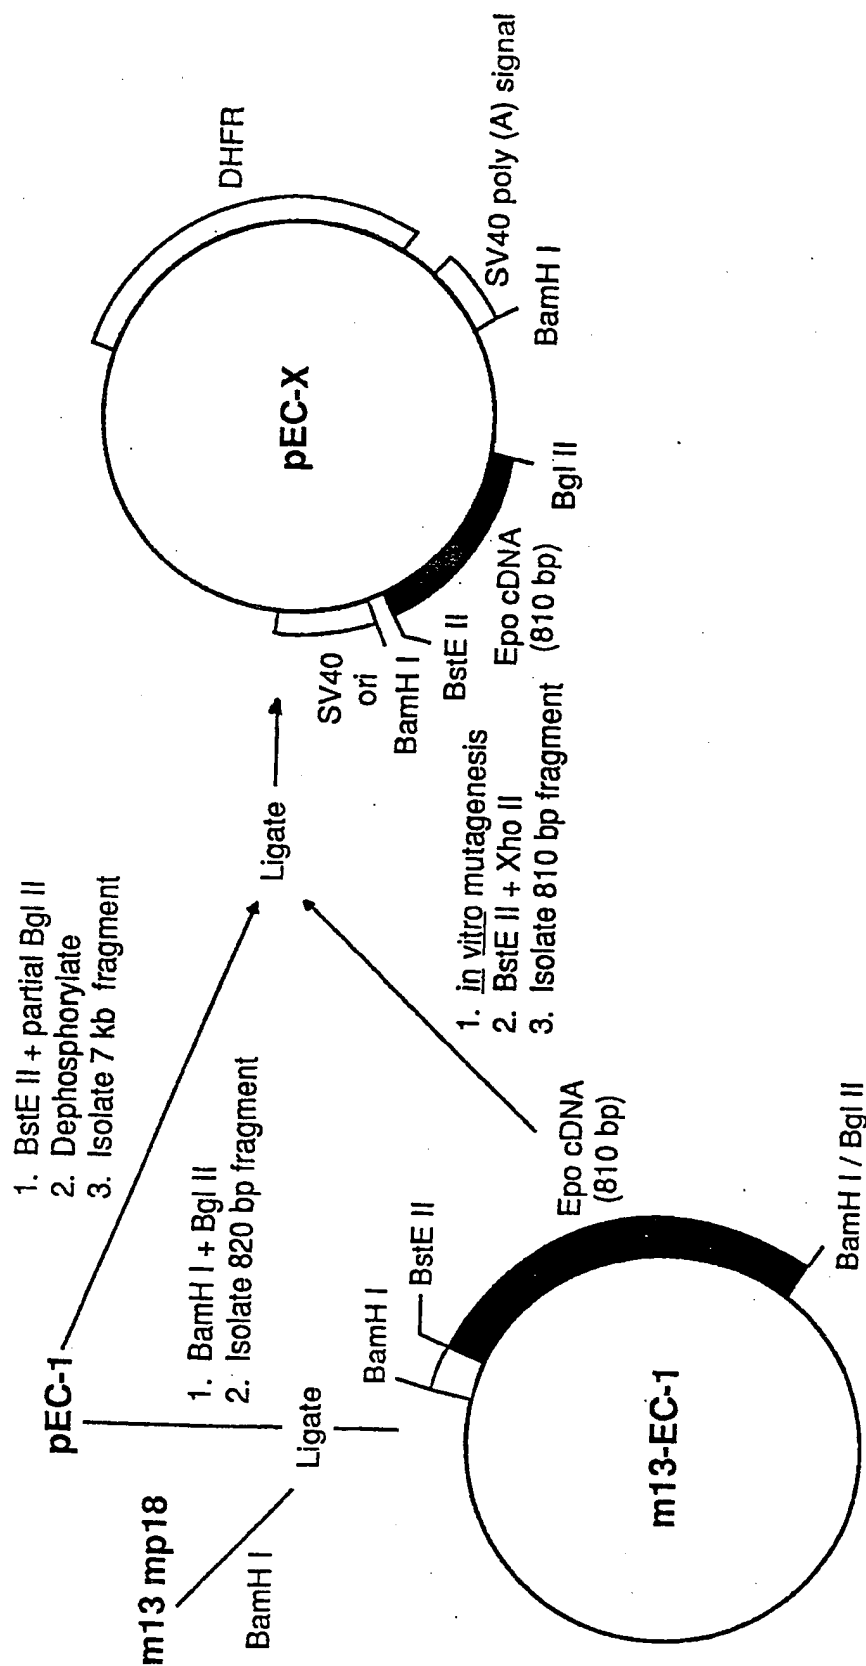 m13 mp18
BamH I
pEC-1
1. BamH I + Bgl II
2. Isolate 820 bp fragment
Ligate
1. BstE II + partial Bgl II
2. Dephosphorylate
3. Isolate 7 kb fragment
m13-EC-1
BamH I
BstE II
Epo cDNA
(810 bp)
BamH I / Bgl II
1. in vitro mutagenesis
2. BstE II + Xho II
3. Isolate 810 bp fragment
Ligate
pEC-X
DHFR
SV40 poly (A) signal
BamH I
Bgl II
Epo cDNA
(810 bp)
BstE II
BamH I
SV40
ori